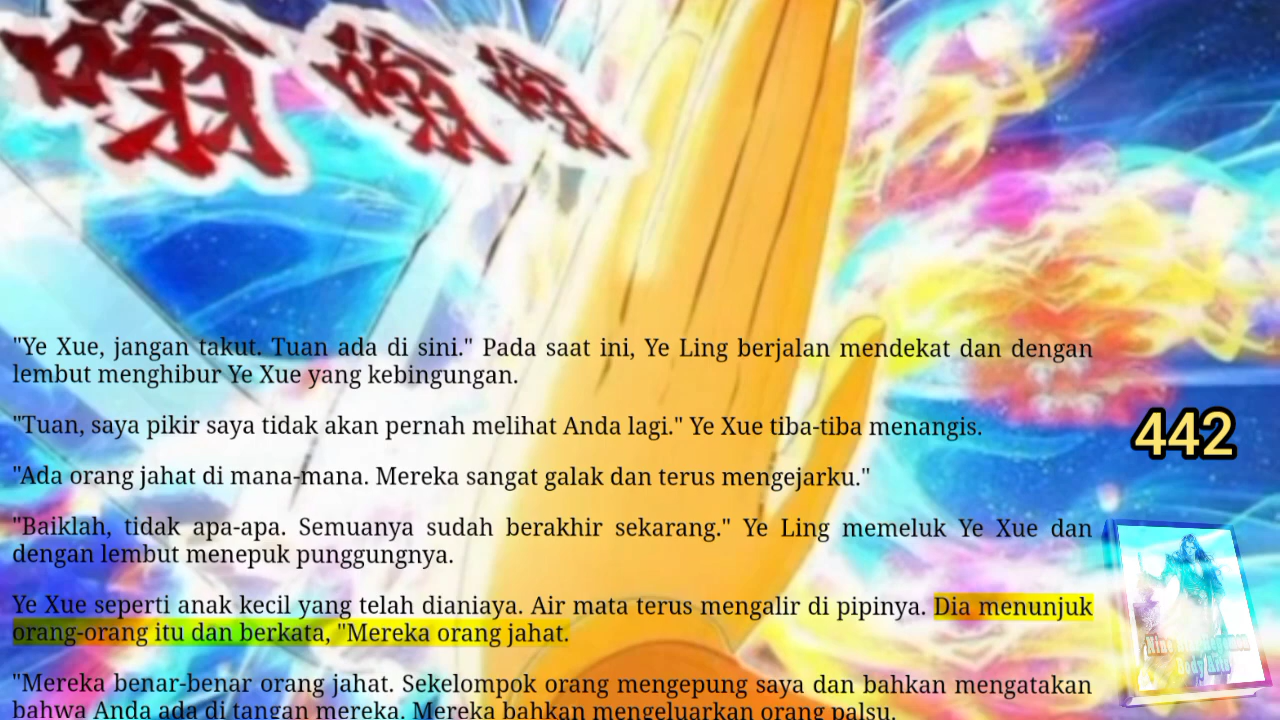 嗡嗡嗡
"Ye Xue, jangan takut. Tuan ada di sini." Pada saat ini, Ye Ling berjalan mendekat dan dengan
lembut menghibur Ye Xue yang kebingungan.
"Tuan, saya pikir saya tidak akan pernah melihat Anda lagi." Ye Xue tiba-tiba menangis.
"Ada orang jahat di mana-mana. Mereka sangat galak dan terus mengejarku."
"Baiklah, tidak apa-apa. Semuanya sudah berakhir sekarang." Ye Ling memeluk Ye Xue dan
dengan lembut menepuk punggungnya.
Ye Xue seperti anak kecil yang telah dianiaya. Air mata terus mengalir di pipinya. Dia menunjuk
orang-orang itu dan berkata, "Mereka orang jahat.
"Mereka benar-benar orang jahat. Sekelompok orang mengepung saya dan bahkan mengatakan
bahwa Anda ada di tangan mereka. Mereka bahkan mengeluarkan orang palsu.
442
Nine